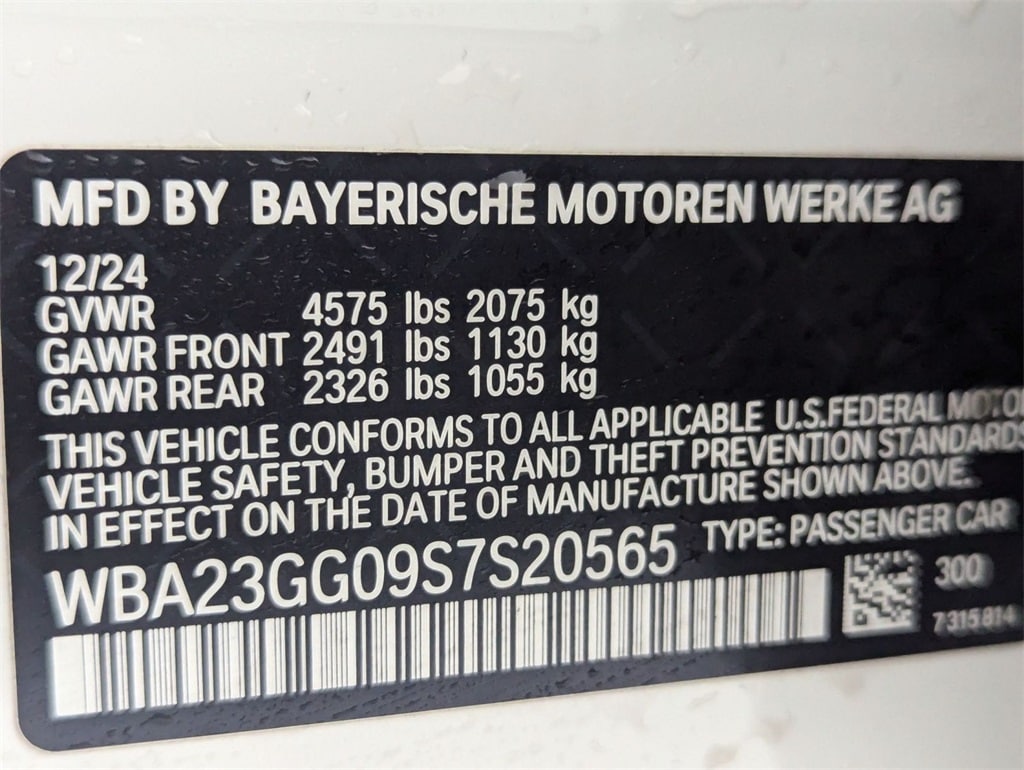 MFD BY BAYERISCHE MOTOREN WERKE AG
12/24
GVWR 4575 lbs 2075 kg
GAWR FRONT 2491 lbs 1130 kg
GAWR REAR 2326 lbs 1055 kg
THIS VEHICLE CONFORMS TO ALL APPLICABLE U.S.FEDERAL MOTO
VEHICLE SAFETY, BUMPER AND THEFT PREVENTION STANDARDS
IN EFFECT ON THE DATE OF MANUFACTURE SHOWN ABOVE.
WBA23GG09S7S20565 TYPE: PASSENGER CAR
300
7315814